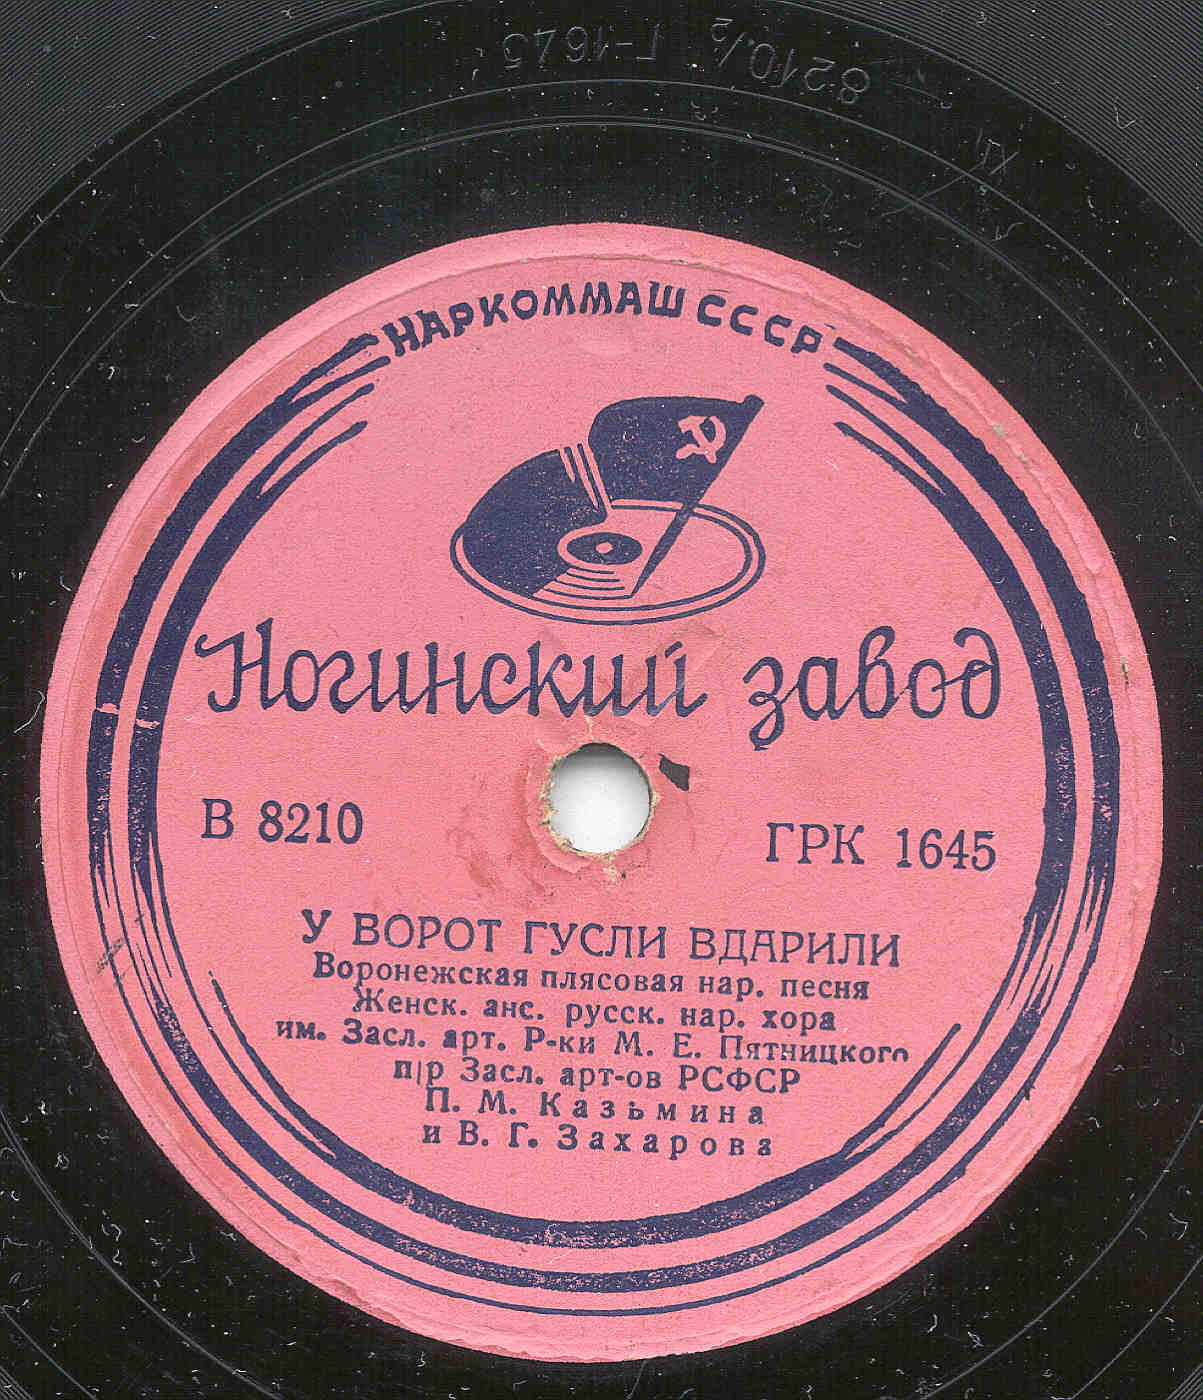 8210/2 Г-1645
НАРКОММАШ СССР
Ногинский завод
В 8210
ГРК 1645
У ВОРОТ ГУСЛИ ВДАРИЛИ
Воронежская плясовая нар. песня
Женск. анс. русск. нар. хора
им. Засл. арт. Р-ки М. Е. Пятницкого
п|р Засл. арт-ов РСФСР
П. М. Казьмина
и В. Г. Захарова